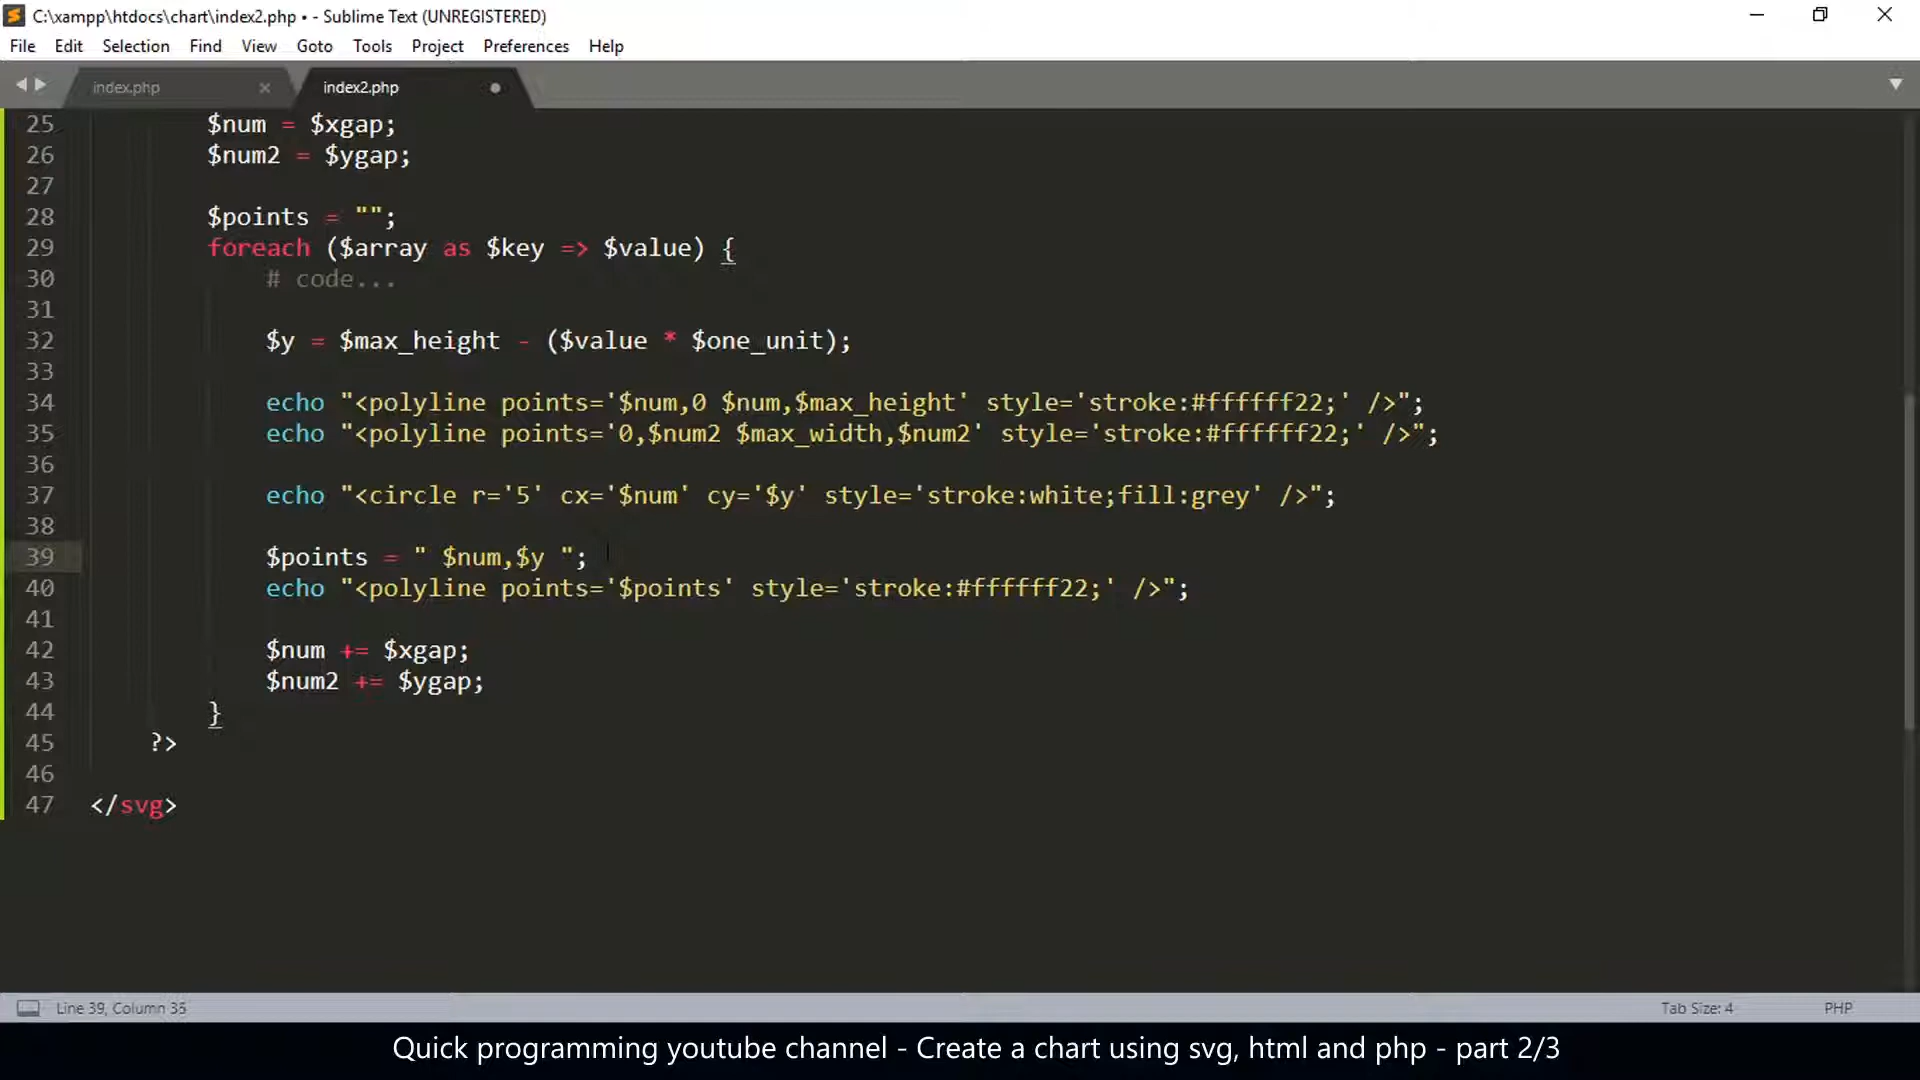 C:\xampp\htdocs\chart\index2.php • - Sublime Text (UNREGISTERED)
File Edit Selection Find View Goto Tools Project Preferences Help
index.php × index2.php
25 $num = $xgap;
26 $num2 = $ygap;
27
28 $points = "";
29 foreach ($array as $key => $value) {
30 # code...
31
32 $y = $max_height - ($value * $one_unit);
33
34 echo "<polyline points='$num,0 $num,$max_height' style='stroke:#ffffff22;' />";
35 echo "<polyline points='0,$num2 $max_width,$num2' style='stroke:#ffffff22;' />";
36
37 echo "<circle r='5' cx='$num' cy='$y' style='stroke:white;fill:grey' />";
38
39 $points = " $num,$y ";
40 echo "<polyline points='$points' style='stroke:#ffffff22;' />";
41
42 $num += $xgap;
43 $num2 += $ygap;
44 }
45 ?>
46
47 </svg>
Line 39, Column 35 Tab Size: 4 PHP
Quick programming youtube channel - Create a chart using svg, html and php - part 2/3